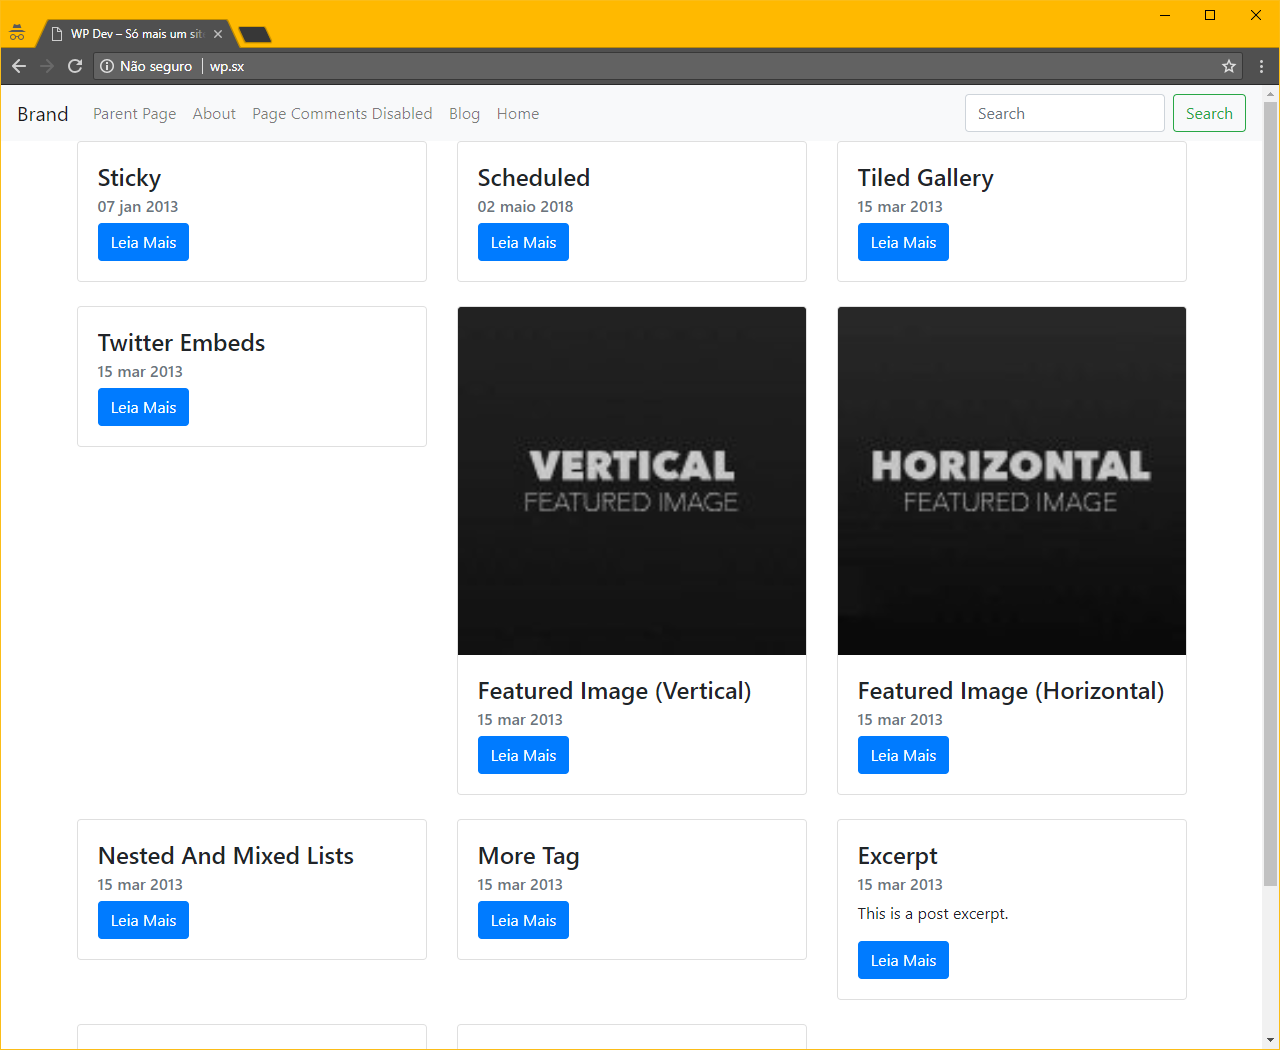 WP Dev – Só mais um sit
Não seguro | wp.sx
Brand Parent Page About Page Comments Disabled Blog Home Search Search
Sticky
07 jan 2013
Leia Mais
Scheduled
02 maio 2018
Leia Mais
Tiled Gallery
15 mar 2013
Leia Mais
Twitter Embeds
15 mar 2013
Leia Mais
VERTICAL
FEATURED IMAGE
Featured Image (Vertical)
15 mar 2013
Leia Mais
HORIZONTAL
FEATURED IMAGE
Featured Image (Horizontal)
15 mar 2013
Leia Mais
Nested And Mixed Lists
15 mar 2013
Leia Mais
More Tag
15 mar 2013
Leia Mais
Excerpt
15 mar 2013
This is a post excerpt.
Leia Mais